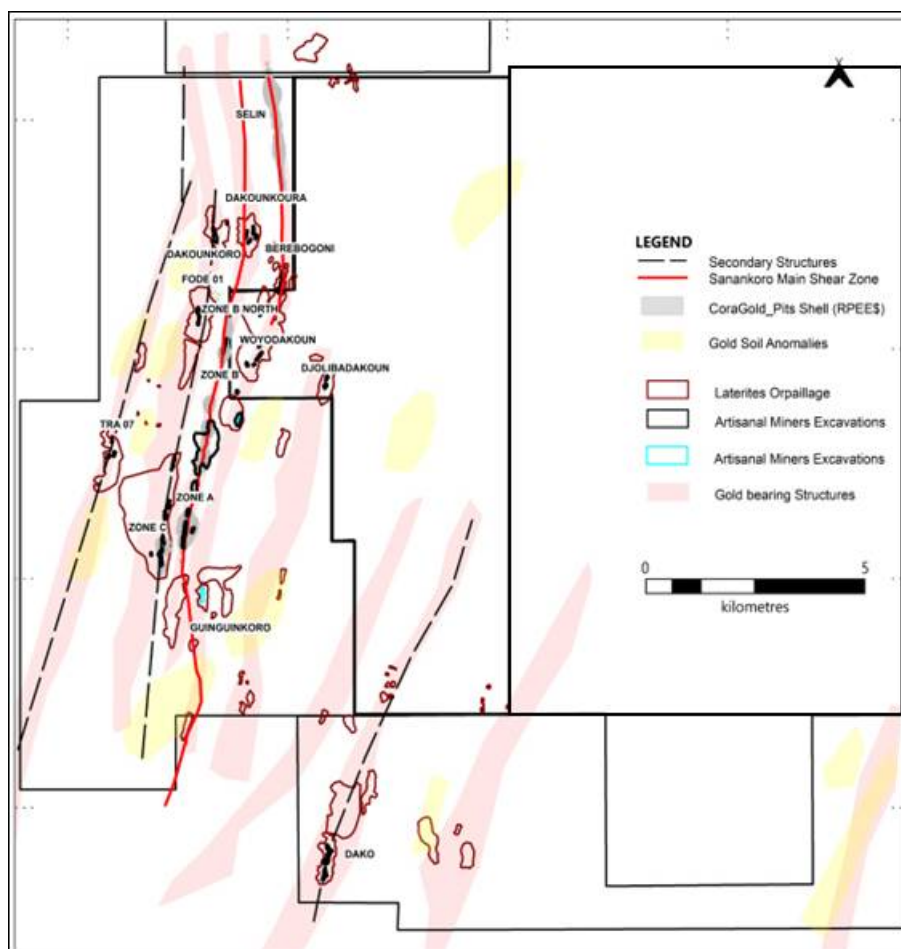 SELIN
DAKOUNKOURA
DAKOUNKORO
BEREBOGONI
FODE 01
ZONE B NORTH
WOYODAKOUN
ZONE B
DJOLIBADAKOUN
TRA 07
ZONE A
ZONE C
GUINGUINKORO
DAKO
LEGEND
Secondary Structures
Sanankoro Main Shear Zone
CoraGold_Pits Shell (RPEE$)
Gold Soil Anomalies
Laterites Orpaillage
Artisanal Miners Excavations
Artisanal Miners Excavations
Gold bearing Structures
0 5
kilometres